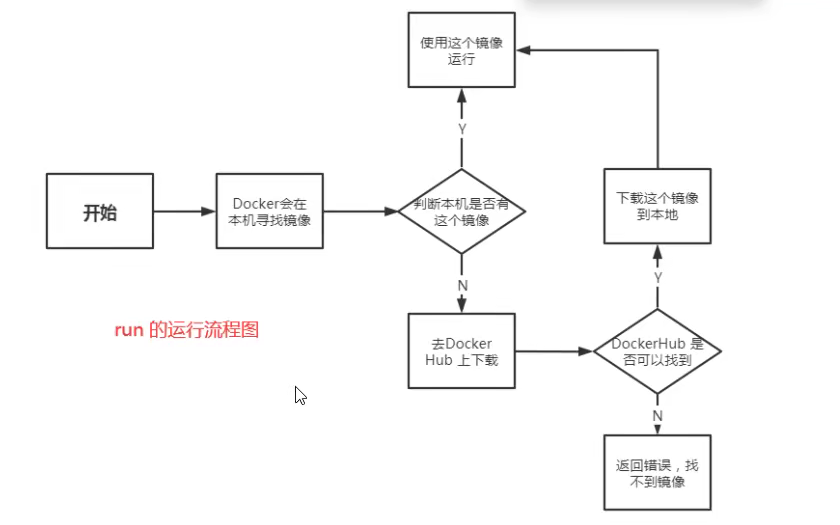 使用这个镜像
运行
Y
开始
Docker会在
本机寻找镜像
判断本机是否有
这个镜像
下载这个镜像
到本地
N
Y
run 的运行流程图
去Docker
Hub 上下载
DockerHub 是
否可以找到
N
返回错误，找
不到镜像